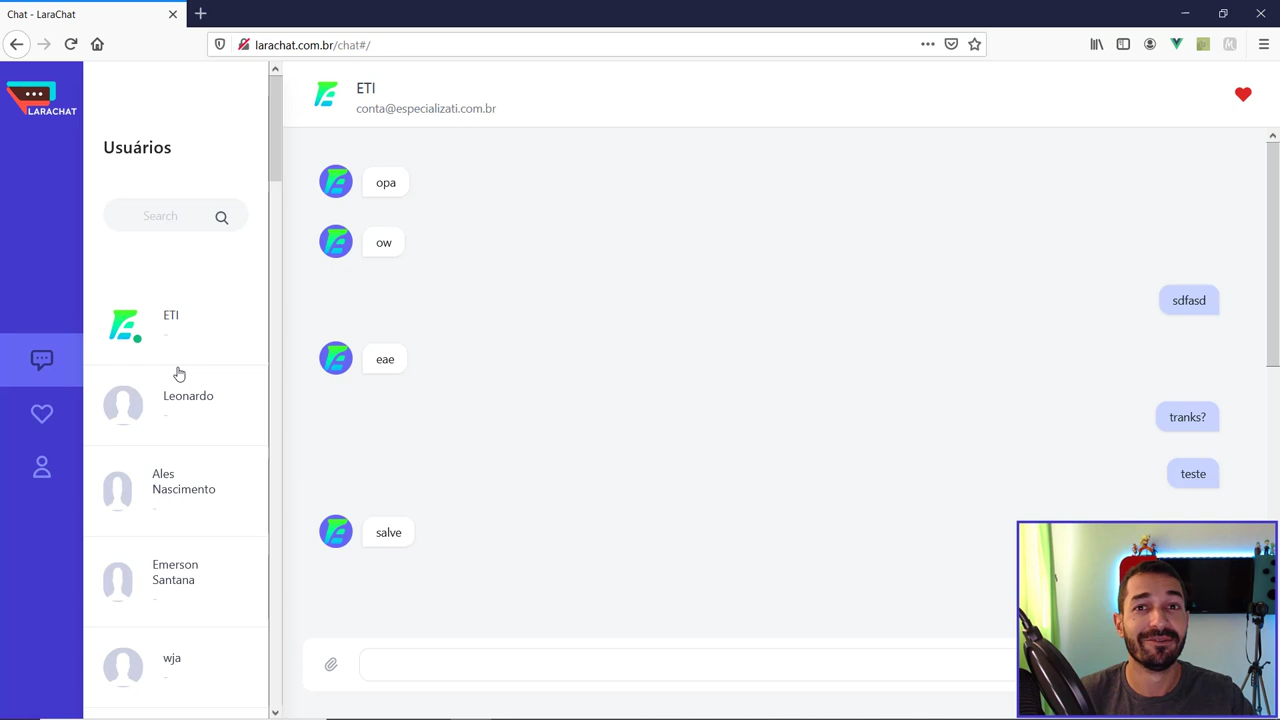 Chat - LaraChat
larachat.com.br/chat#/
LARACHAT
Usuários
Search
ETI
-
Leonardo
-
Ales
Nascimento
-
Emerson
Santana
-
wja
-
ETI
conta@especializati.com.br
opa
ow
sdfasd
eae
tranks?
teste
salve